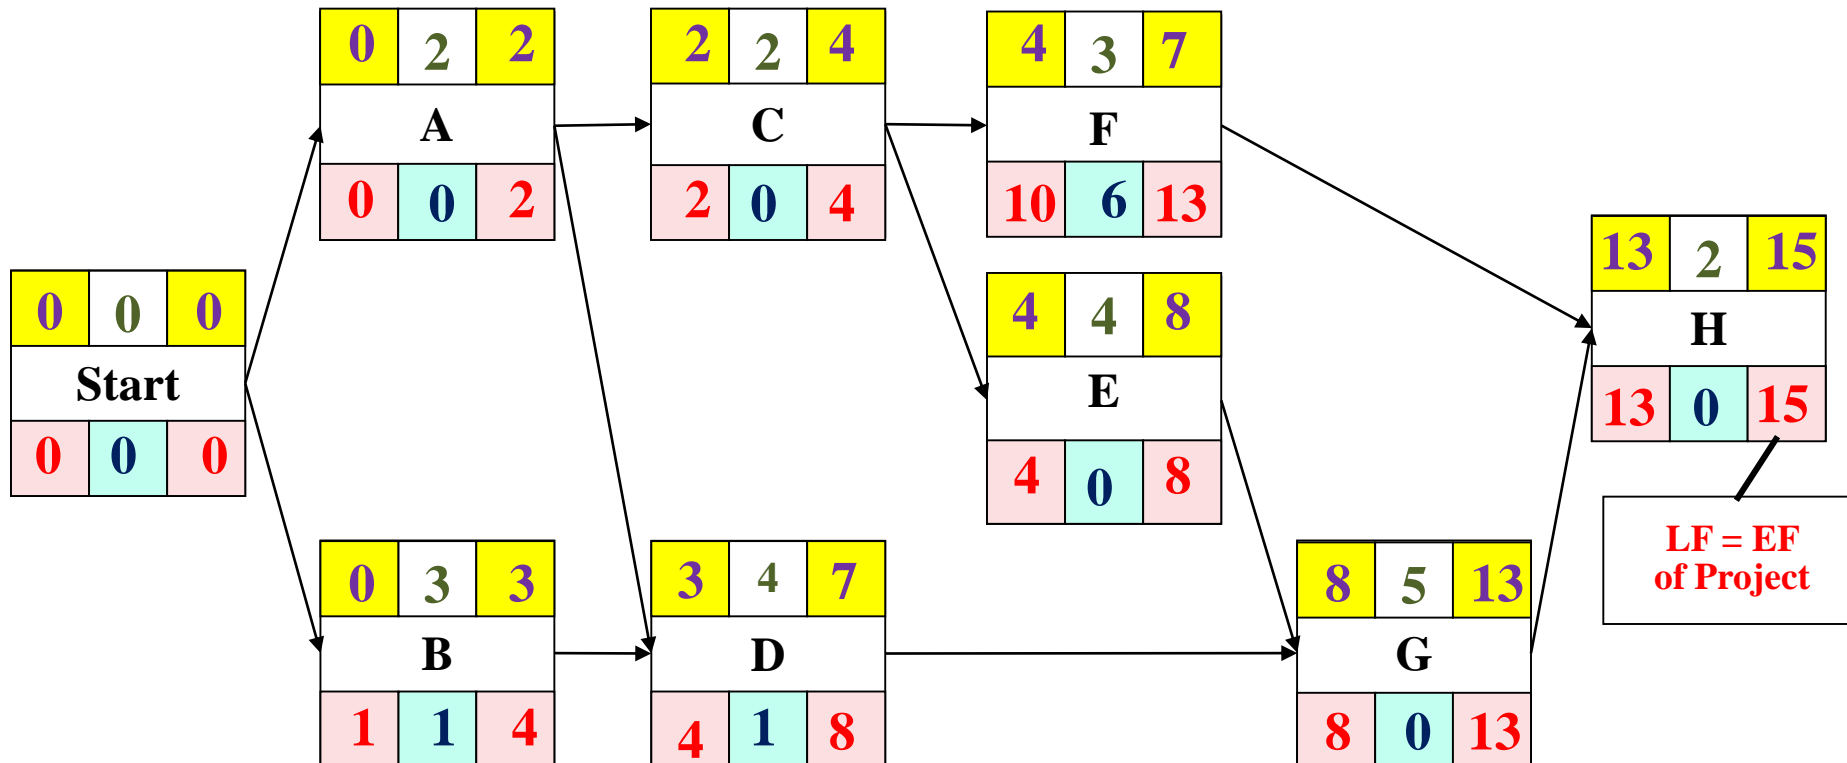 0 2 2
A
0 0 2
2 2 4
C
2 0 4
4 3 7
F
10 6 13
0 0 0
Start
0 0 0
4 4 8
E
4 0 8
13 2 15
H
13 0 15
LF = EF
of Project
0 3 3
B
1 1 4
3 4 7
D
4 1 8
8 5 13
G
8 0 13